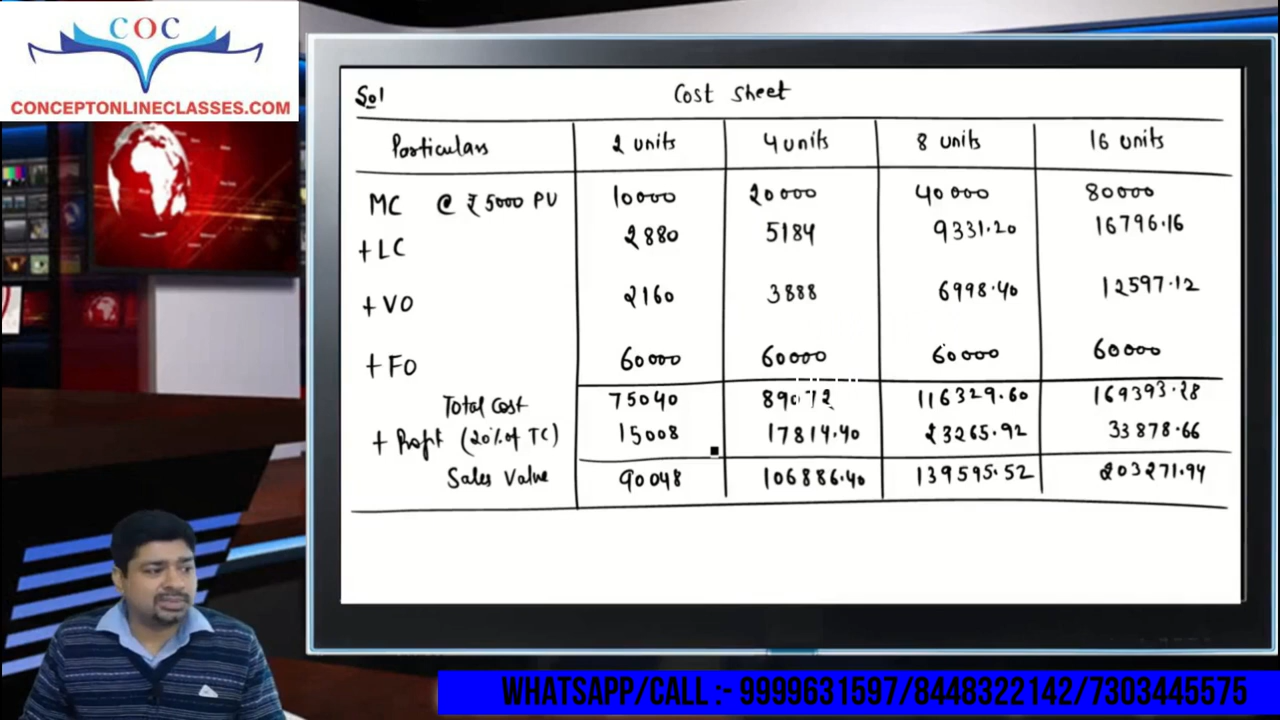 COC
CONCEPTONLINECLASSES.COM
Sol Cost Sheet
Particulars 2 units 4 units 8 units 16 units
MC @ ₹ 5000 PU 10000 20000 40000 80000
+ LC 2880 5184 9331.20 16796.16
+ VO 2160 3888 6998.40 12597.12
+ FO 60000 60000 60000 60000
Total Cost 75040 89072 116329.60 169393.28
+ Profit (20% of TC) 15008 17814.40 23265.92 33878.66
Sales Value 90048 106886.40 139595.52 203271.94
WHATSAPP/CALL :- 9999631597/8448322142/7303445575